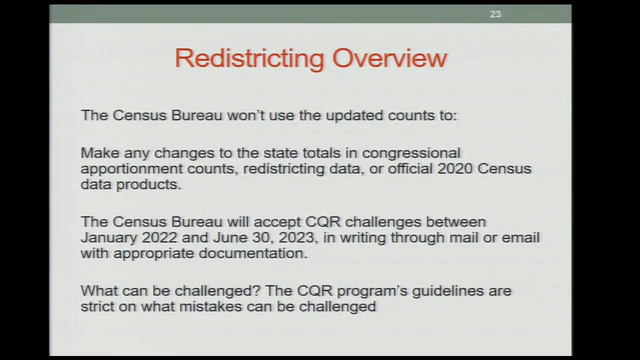 23
Redistricting Overview
The Census Bureau won't use the updated counts to:
Make any changes to the state totals in congressional
apportionment counts, redistricting data, or official 2020 Census
data products.
The Census Bureau will accept CQR challenges between
January 2022 and June 30, 2023, in writing through mail or email
with appropriate documentation.
What can be challenged? The CQR program's guidelines are
strict on what mistakes can be challenged